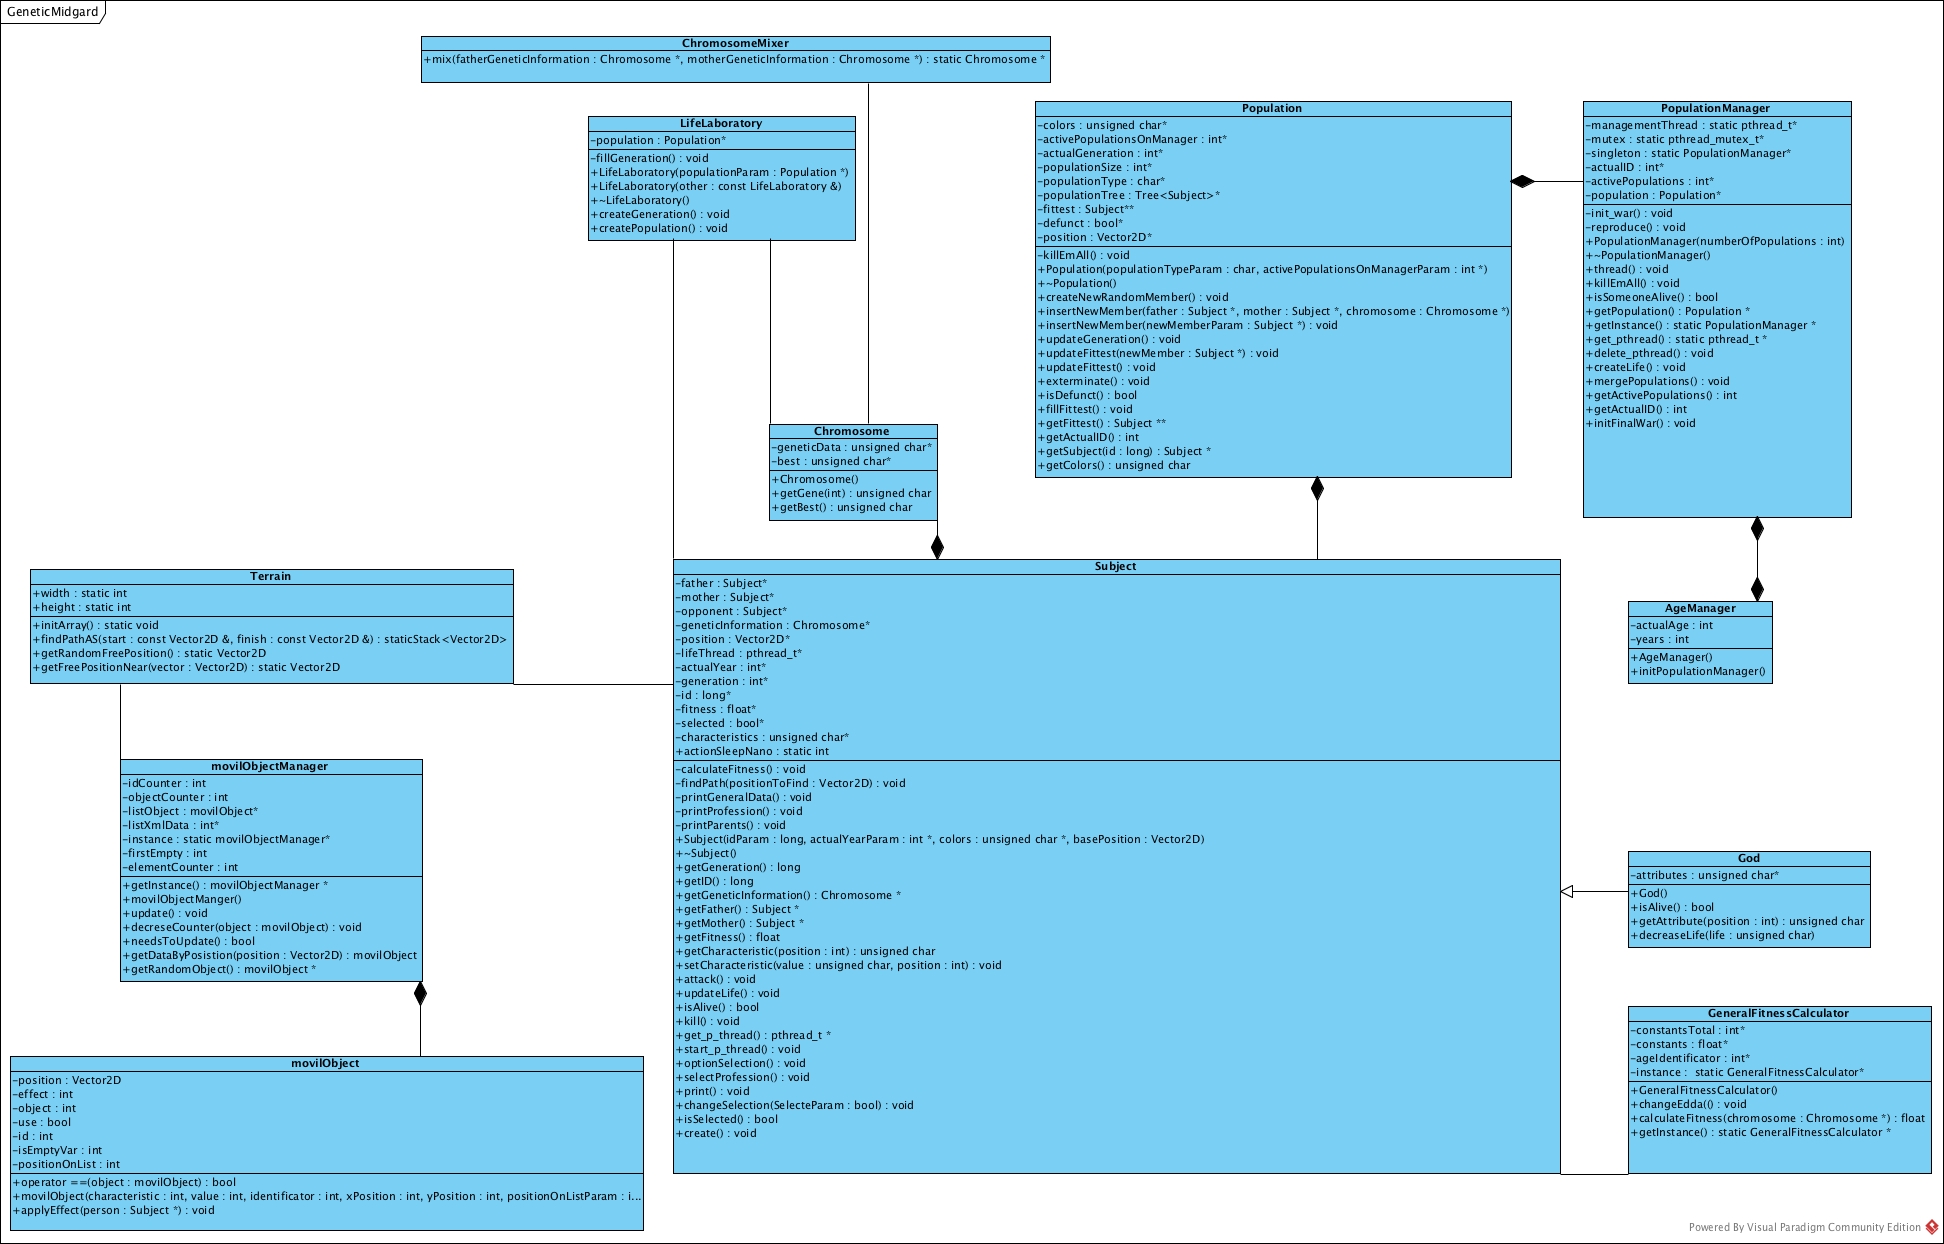 GeneticMidgard
ChromosomeMixer
+mix(fatherGeneticInformation : Chromosome *, motherGeneticInformation : Chromosome *) : static Chromosome *
LifeLaboratory
-population : Population*
-fillGeneration() : void
+LifeLaboratory(populationParam : Population *)
+LifeLaboratory(other : const LifeLaboratory &)
+~LifeLaboratory()
+createGeneration() : void
+createPopulation() : void
Population
-colors : unsigned char*
-activePopulationsOnManager : int*
-actualGeneration : int*
-populationSize : int*
-populationType : char*
-populationTree : Tree<Subject>*
-fittest : Subject**
-defunct : bool*
-position : Vector2D*
-killEmAll() : void
+Population(populationTypeParam : char, activePopulationsOnManagerParam : int *)
+~Population()
+createNewRandomMember() : void
+insertNewMember(father : Subject *, mother : Subject *, chromosome : Chromosome *)
+insertNewMember(newMemberParam : Subject *) : void
+updateGeneration() : void
+updateFittest(newMember : Subject *) : void
+updateFittest() : void
+exterminate() : void
+isDefunct() : bool
+fillFittest() : void
+getFittest() : Subject **
+getActualID() : int
+getSubject(id : long) : Subject *
+getColors() : unsigned char
PopulationManager
-managementThread : static pthread_t*
-mutex : static pthread_mutex_t*
-singleton : static PopulationManager*
-actualID : int*
-activePopulations : int*
-population : Population*
-init_war() : void
-reproduce() : void
+PopulationManager(numberOfPopulations : int)
+~PopulationManager()
+thread() : void
+killEmAll() : void
+isSomeoneAlive() : bool
+getPopulation() : Population *
+getInstance() : static PopulationManager *
+get_pthread() : static pthread_t *
+delete_pthread() : void
+createLife() : void
+mergePopulations() : void
+getActivePopulations() : int
+getActualID() : int
+initFinalWar() : void
Chromosome
-geneticData : unsigned char*
-best : unsigned char*
+Chromosome()
+getGene(int) : unsigned char
+getBest() : unsigned char
Terrain
+width : static int
+height : static int
+initArray() : static void
+findPathAS(start : const Vector2D &, finish : const Vector2D &) : staticStack<Vector2D>
+getRandomFreePosition() : static Vector2D
+getFreePositionNear(vector : Vector2D) : static Vector2D
Subject
-father : Subject*
-mother : Subject*
-opponent : Subject*
-geneticInformation : Chromosome*
-position : Vector2D*
-lifeThread : pthread_t*
-actualYear : int*
-generation : int*
-id : long*
-fitness : float*
-selected : bool*
-characteristics : unsigned char*
+actionSleepNano : static int
-calculateFitness() : void
-findPath(positionToFind : Vector2D) : void
-printGeneralData() : void
-printProfession() : void
-printParents() : void
+Subject(idParam : long, actualYearParam : int *, colors : unsigned char *, basePosition : Vector2D)
+~Subject()
+getGeneration() : long
+getID() : long
+getGeneticInformation() : Chromosome *
+getFather() : Subject *
+getMother() : Subject *
+getFitness() : float
+getCharacteristic(position : int) : unsigned char
+setCharacteristic(value : unsigned char, position : int) : void
+attack() : void
+updateLife() : void
+isAlive() : bool
+kill() : void
+get_p_thread() : pthread_t *
+start_p_thread() : void
+optionSelection() : void
+selectProfession() : void
+print() : void
+changeSelection(SelecteParam : bool) : void
+isSelected() : bool
+create() : void
AgeManager
-actualAge : int
-years : int
+AgeManager()
+initPopulationManager()
movilObjectManager
-idCounter : int
-objectCounter : int
-listObject : movilObject*
-listXmlData : int*
-instance : static movilObjectManager*
-firstEmpty : int
-elementCounter : int
+getInstance() : movilObjectManager *
+movilObjectManger()
+update() : void
+decreseCounter(object : movilObject) : void
+needsToUpdate() : bool
+getDataByPosistion(position : Vector2D) : movilObject
+getRandomObject() : movilObject *
God
-attributes : unsigned char*
+God()
+isAlive() : bool
+getAttribute(position : int) : unsigned char
+decreaseLife(life : unsigned char)
GeneralFitnessCalculator
-constantsTotal : int*
-constants : float*
-ageIdentificator : int*
-instance :  static GeneralFitnessCalculator*
+GeneralFitnessCalculator()
+changeEdda(() : void
+calculateFitness(chromosome : Chromosome *) : float
+getInstance() : static GeneralFitnessCalculator *
movilObject
-position : Vector2D
-effect : int
-object : int
-use : bool
-id : int
-isEmptyVar : int
-positionOnList : int
+operator ==(object : movilObject) : bool
+movilObject(characteristic : int, value : int, identificator : int, xPosition : int, yPosition : int, positionOnListParam : i...
+applyEffect(person : Subject *) : void
Powered By Visual Paradigm Community Edition